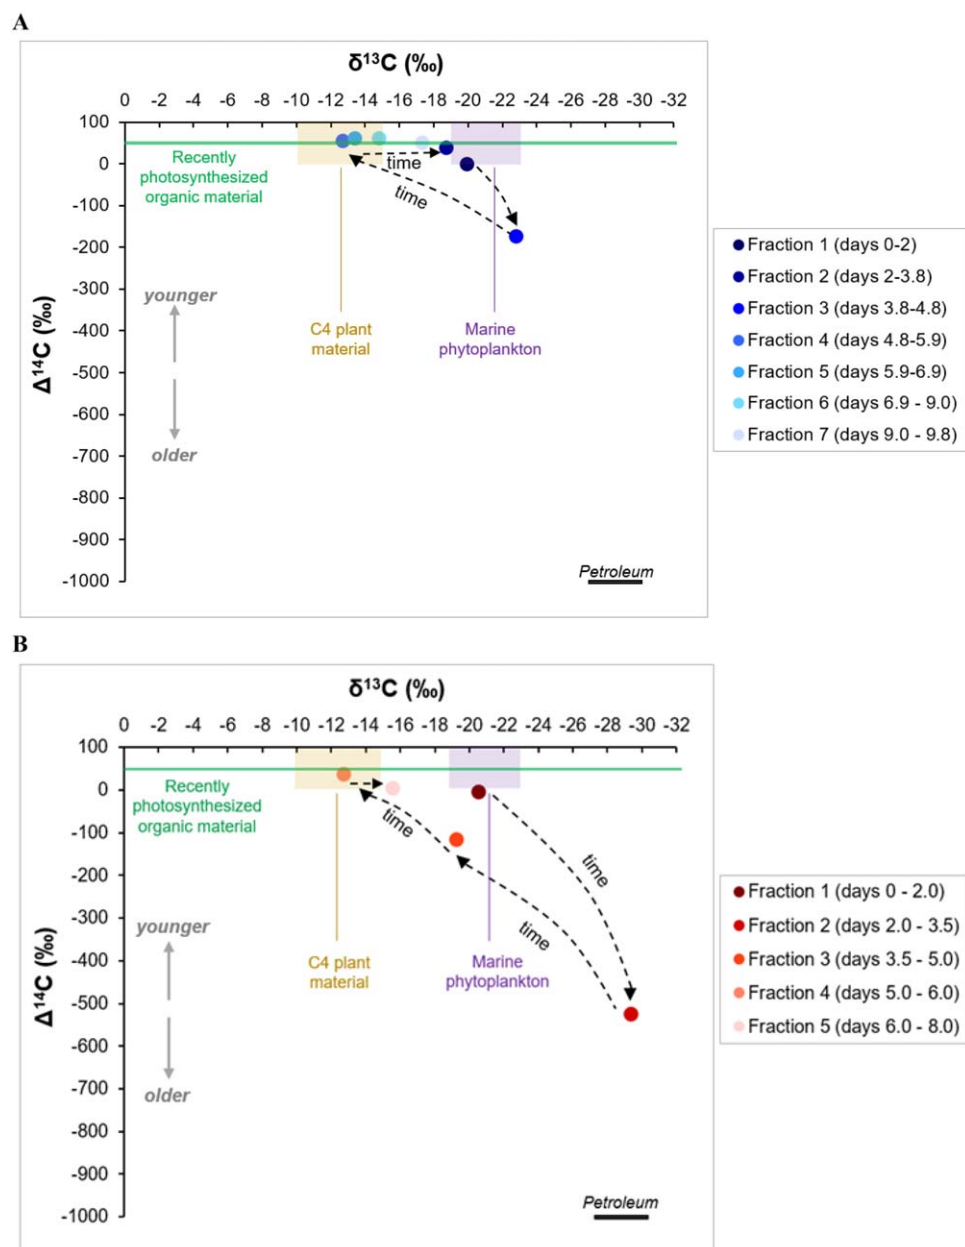 A
δ¹³C (‰)
0 -2 -4 -6 -8 -10 -12 -14 -16 -18 -20 -22 -24 -26 -28 -30 -32
100
0
-100
-200
-300
-400
-500
-600
-700
-800
-900
-1000
Δ¹⁴C (‰)
Recently
photosynthesized
organic material
time
time
younger
older
C4 plant
material
Marine
phytoplankton
Petroleum
Fraction 1 (days 0-2)
Fraction 2 (days 2-3.8)
Fraction 3 (days 3.8-4.8)
Fraction 4 (days 4.8-5.9)
Fraction 5 (days 5.9-6.9)
Fraction 6 (days 6.9 - 9.0)
Fraction 7 (days 9.0 - 9.8)
B
δ¹³C (‰)
0 -2 -4 -6 -8 -10 -12 -14 -16 -18 -20 -22 -24 -26 -28 -30 -32
100
0
-100
-200
-300
-400
-500
-600
-700
-800
-900
-1000
Δ¹⁴C (‰)
Recently
photosynthesized
organic material
time
time
time
younger
older
C4 plant
material
Marine
phytoplankton
Petroleum
Fraction 1 (days 0 - 2.0)
Fraction 2 (days 2.0 - 3.5)
Fraction 3 (days 3.5 - 5.0)
Fraction 4 (days 5.0 - 6.0)
Fraction 5 (days 6.0 - 8.0)